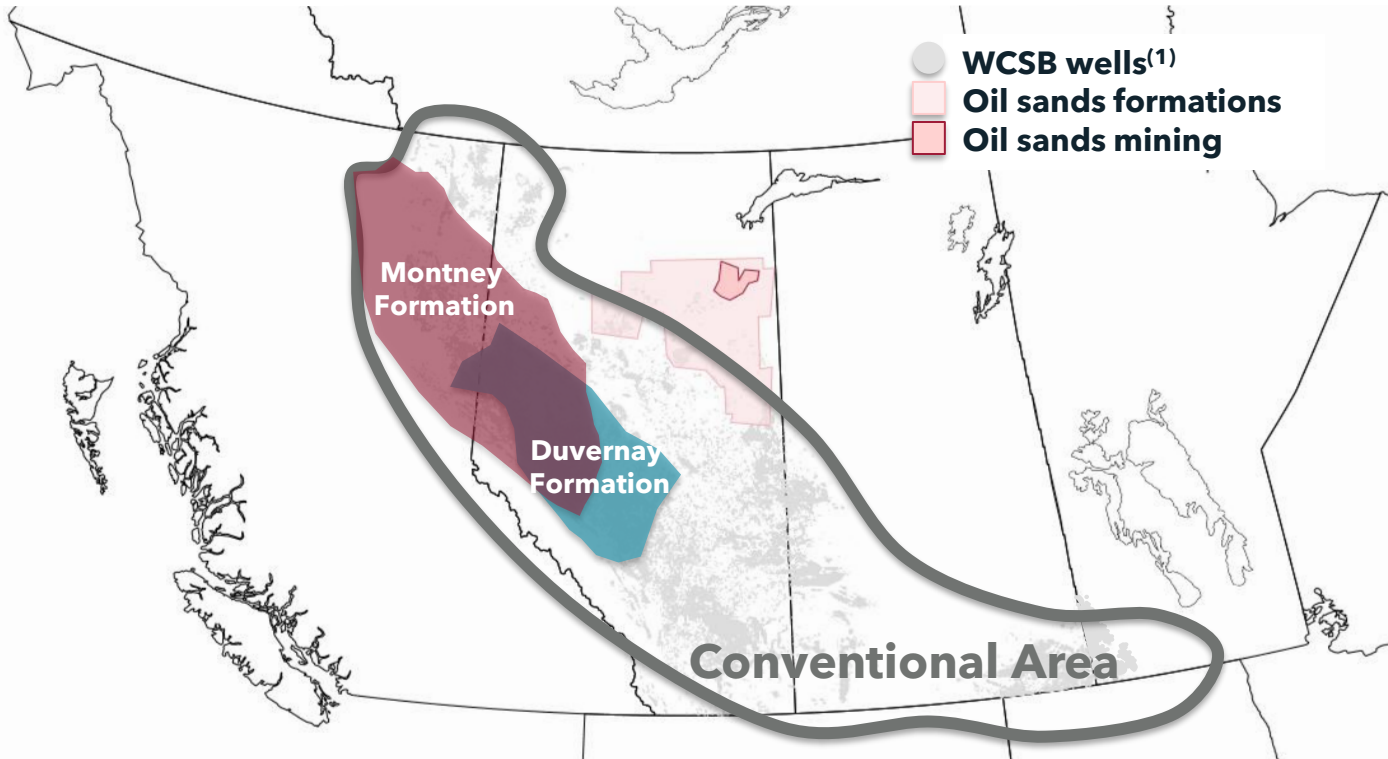 WCSB wells(1)
Oil sands formations
Oil sands mining
Montney
Formation
Duvernay
Formation
Conventional Area